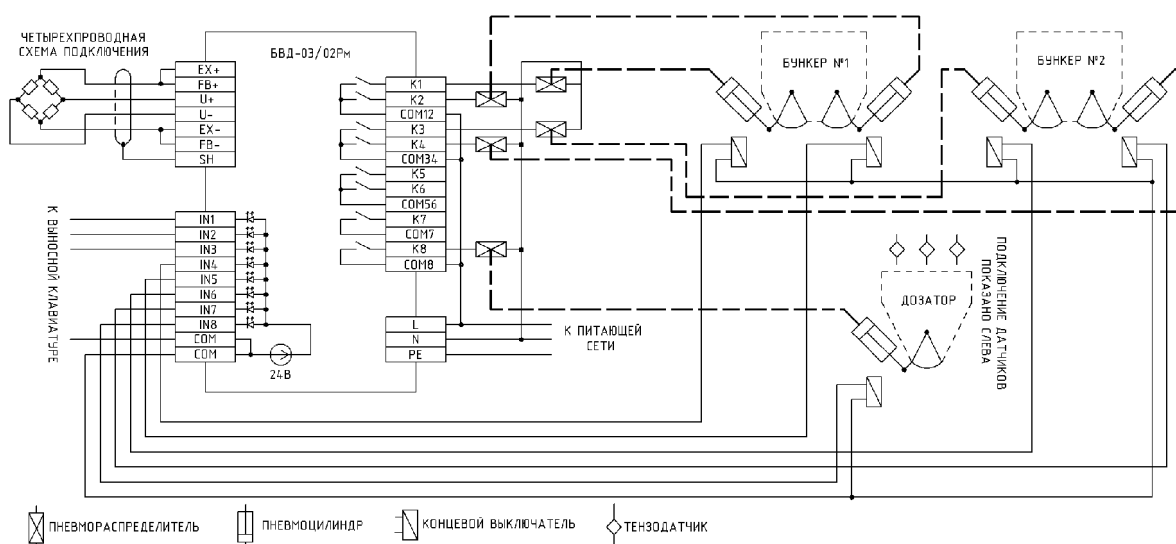 ЧЕТЫРЕХПРОВОДНАЯ
СХЕМА ПОДКЛЮЧЕНИЯ
БВД-03/02Рм
EX+
FB+
U+
U-
EX-
FB-
SH
K1
K2
COM12
K3
K4
COM34
K5
K6
COM56
K7
COM7
K8
COM8
БУНКЕР №1
БУНКЕР №2
К ВЫНОСНОЙ КЛАВИАТУРЕ
IN1
IN2
IN3
IN4
IN5
IN6
IN7
IN8
COM
COM
24В
L
N
PE
К ПИТАЮЩЕЙ
СЕТИ
ДОЗАТОР
ПОДКЛЮЧЕНИЕ ДАТЧИКОВ
ПОКАЗАНО СЛЕВА
ПНЕВМОРАСПРЕДЕЛИТЕЛЬ
ПНЕВМОЦИЛИНДР
КОНЦЕВОЙ ВЫКЛЮЧАТЕЛЬ
ТЕНЗОДАТЧИК